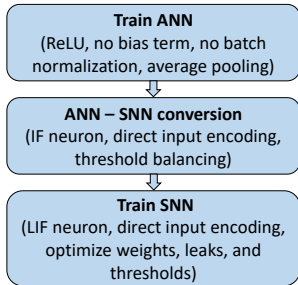 Train ANN
(ReLU, no bias term, no batch
normalization, average pooling)
ANN – SNN conversion
(IF neuron, direct input encoding,
threshold balancing)
Train SNN
(LIF neuron, direct input encoding,
optimize weights, leaks, and
thresholds)